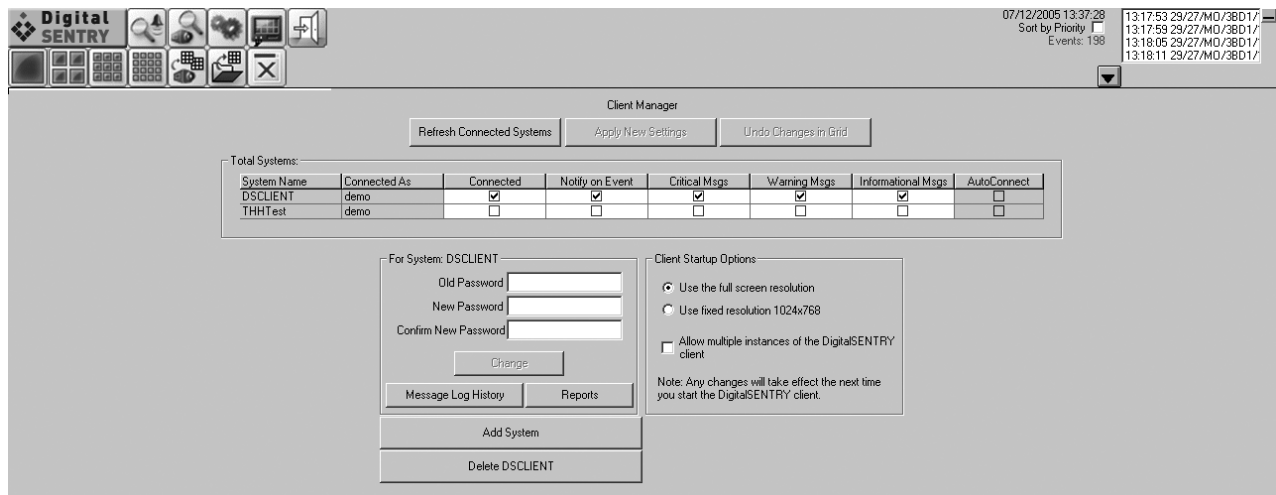 Digital
SENTRY
07/12/2005 13:37:28
Sort by Priority
Events: 198
13:17:53 29/27/MO/3BD1/
13:17:59 29/27/MO/3BD1/
13:18:05 29/27/MO/3BD1/
13:18:11 29/27/MO/3BD1/
Client Manager
Refresh Connected Systems Apply New Settings Undo Changes in Grid
Total Systems:
System Name Connected As Connected Notify on Event Critical Msgs Warning Msgs Informational Msgs AutoConnect
DSCLIENT demo
THHTest demo
For System: DSCLIENT
Old Password
New Password
Confirm New Password
Change
Message Log History Reports
Add System
Delete DSCLIENT
Client Startup Options
Use the full screen resolution
Use fixed resolution 1024x768
Allow multiple instances of the DigitalSENTRY
client
Note: Any changes will take effect the next time
you start the DigitalSENTRY client.